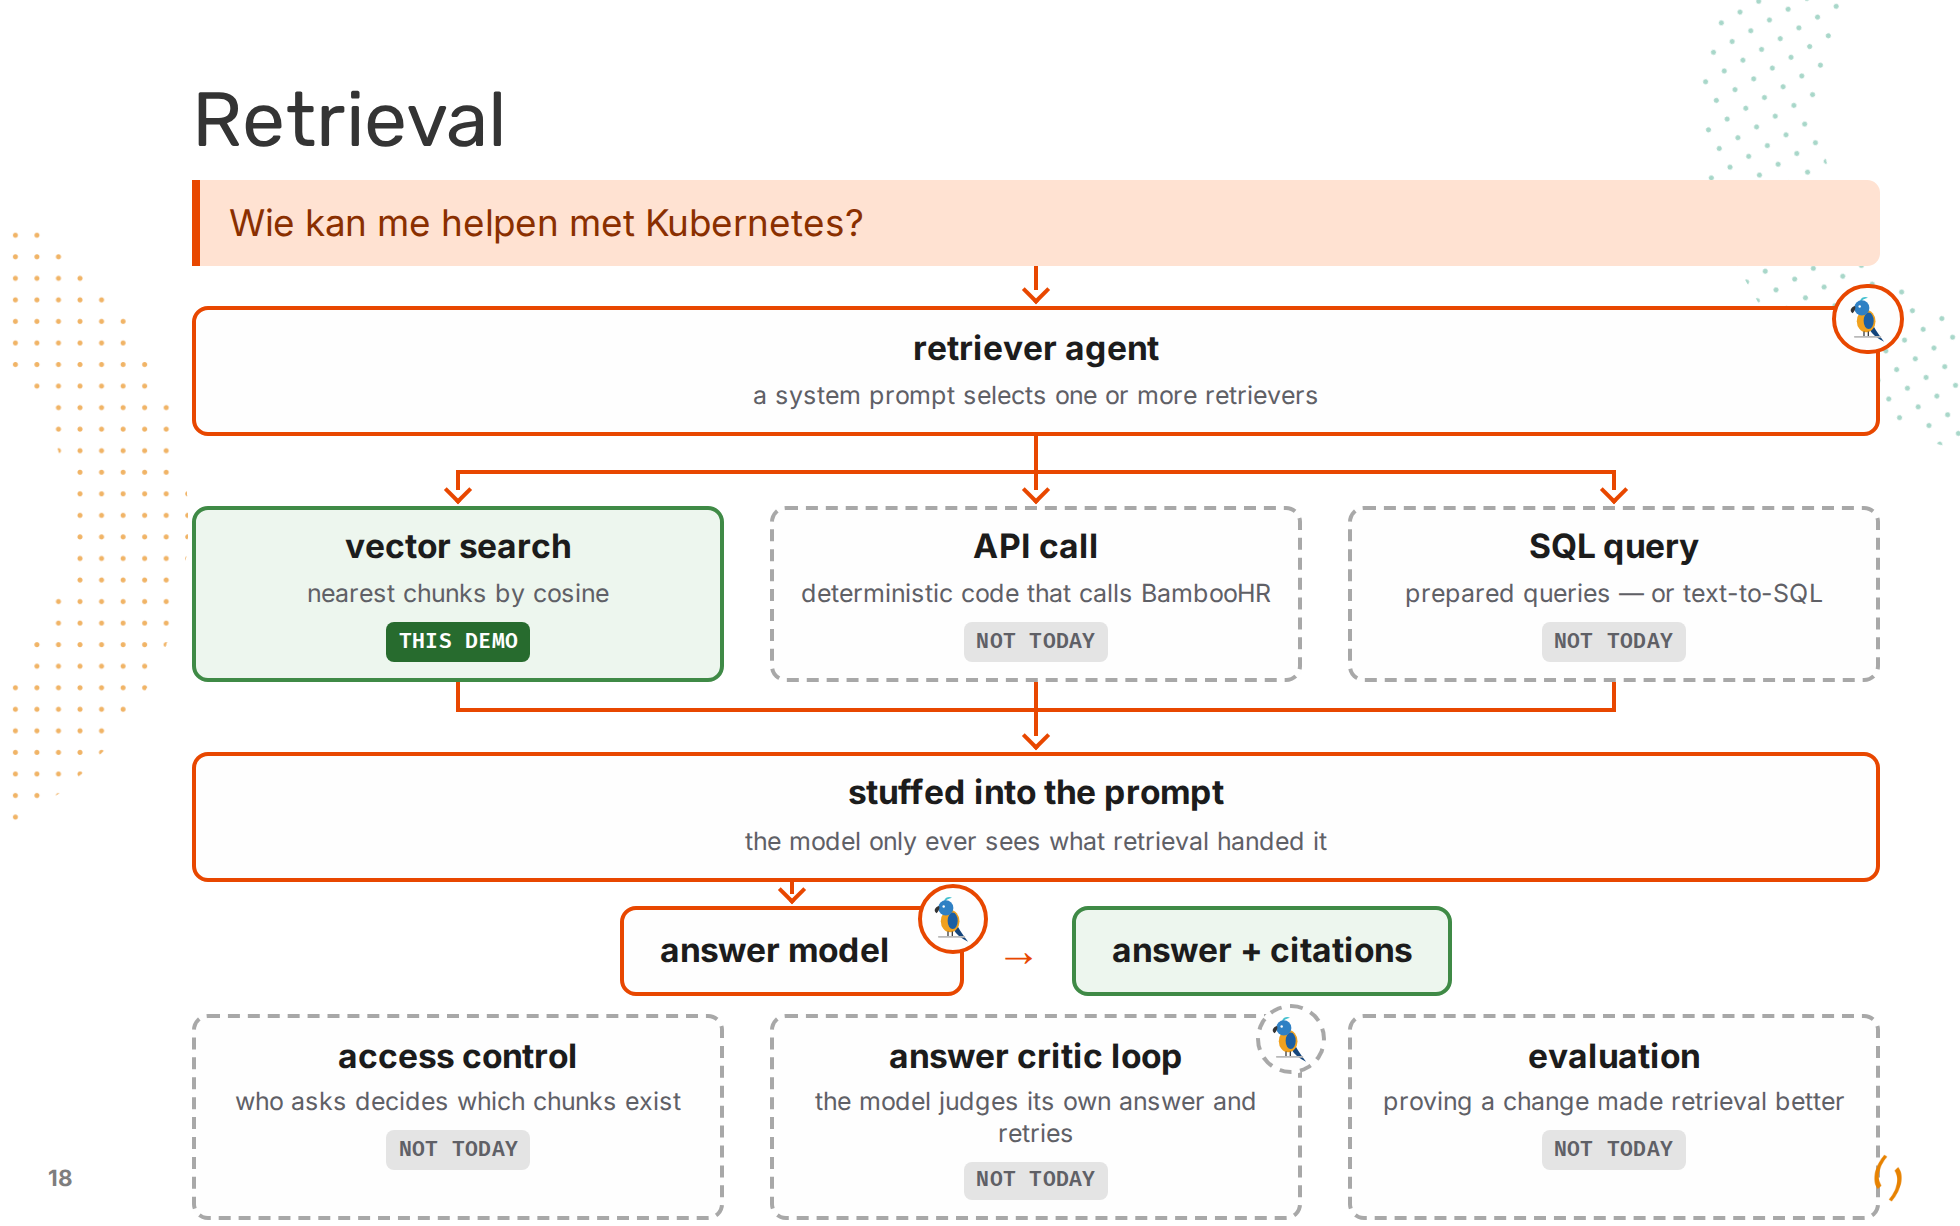 Retrieval
Wie kan me helpen met Kubernetes?
retriever agent
a system prompt selects one or more retrievers
vector search
nearest chunks by cosine
THIS DEMO
API call
deterministic code that calls BambooHR
NOT TODAY
SQL query
prepared queries — or text-to-SQL
NOT TODAY
stuffed into the prompt
the model only ever sees what retrieval handed it
answer model
→
answer + citations
access control
who asks decides which chunks exist
NOT TODAY
answer critic loop
the model judges its own answer and
retries
NOT TODAY
evaluation
proving a change made retrieval better
NOT TODAY
18